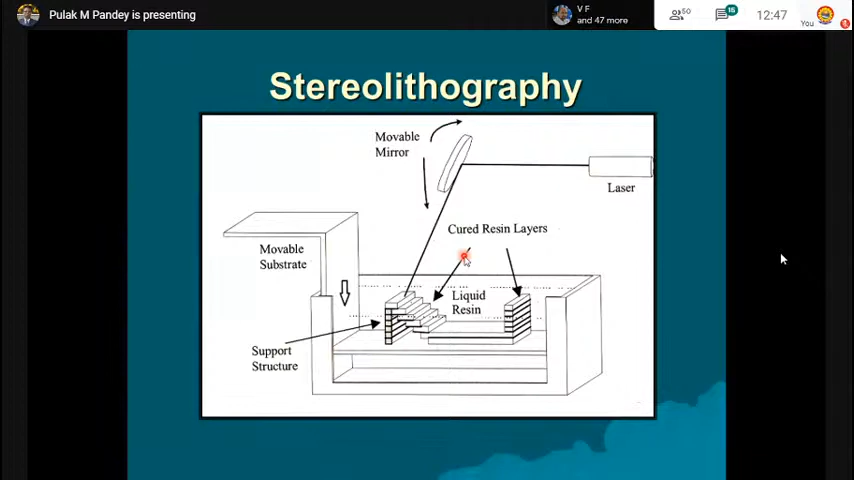 Pulak M Pandey is presenting
V F
and 47 more
50
15
12:47
You
Stereolithography
Movable
Mirror
Laser
Cured Resin Layers
Movable
Substrate
Liquid
Resin
Support
Structure